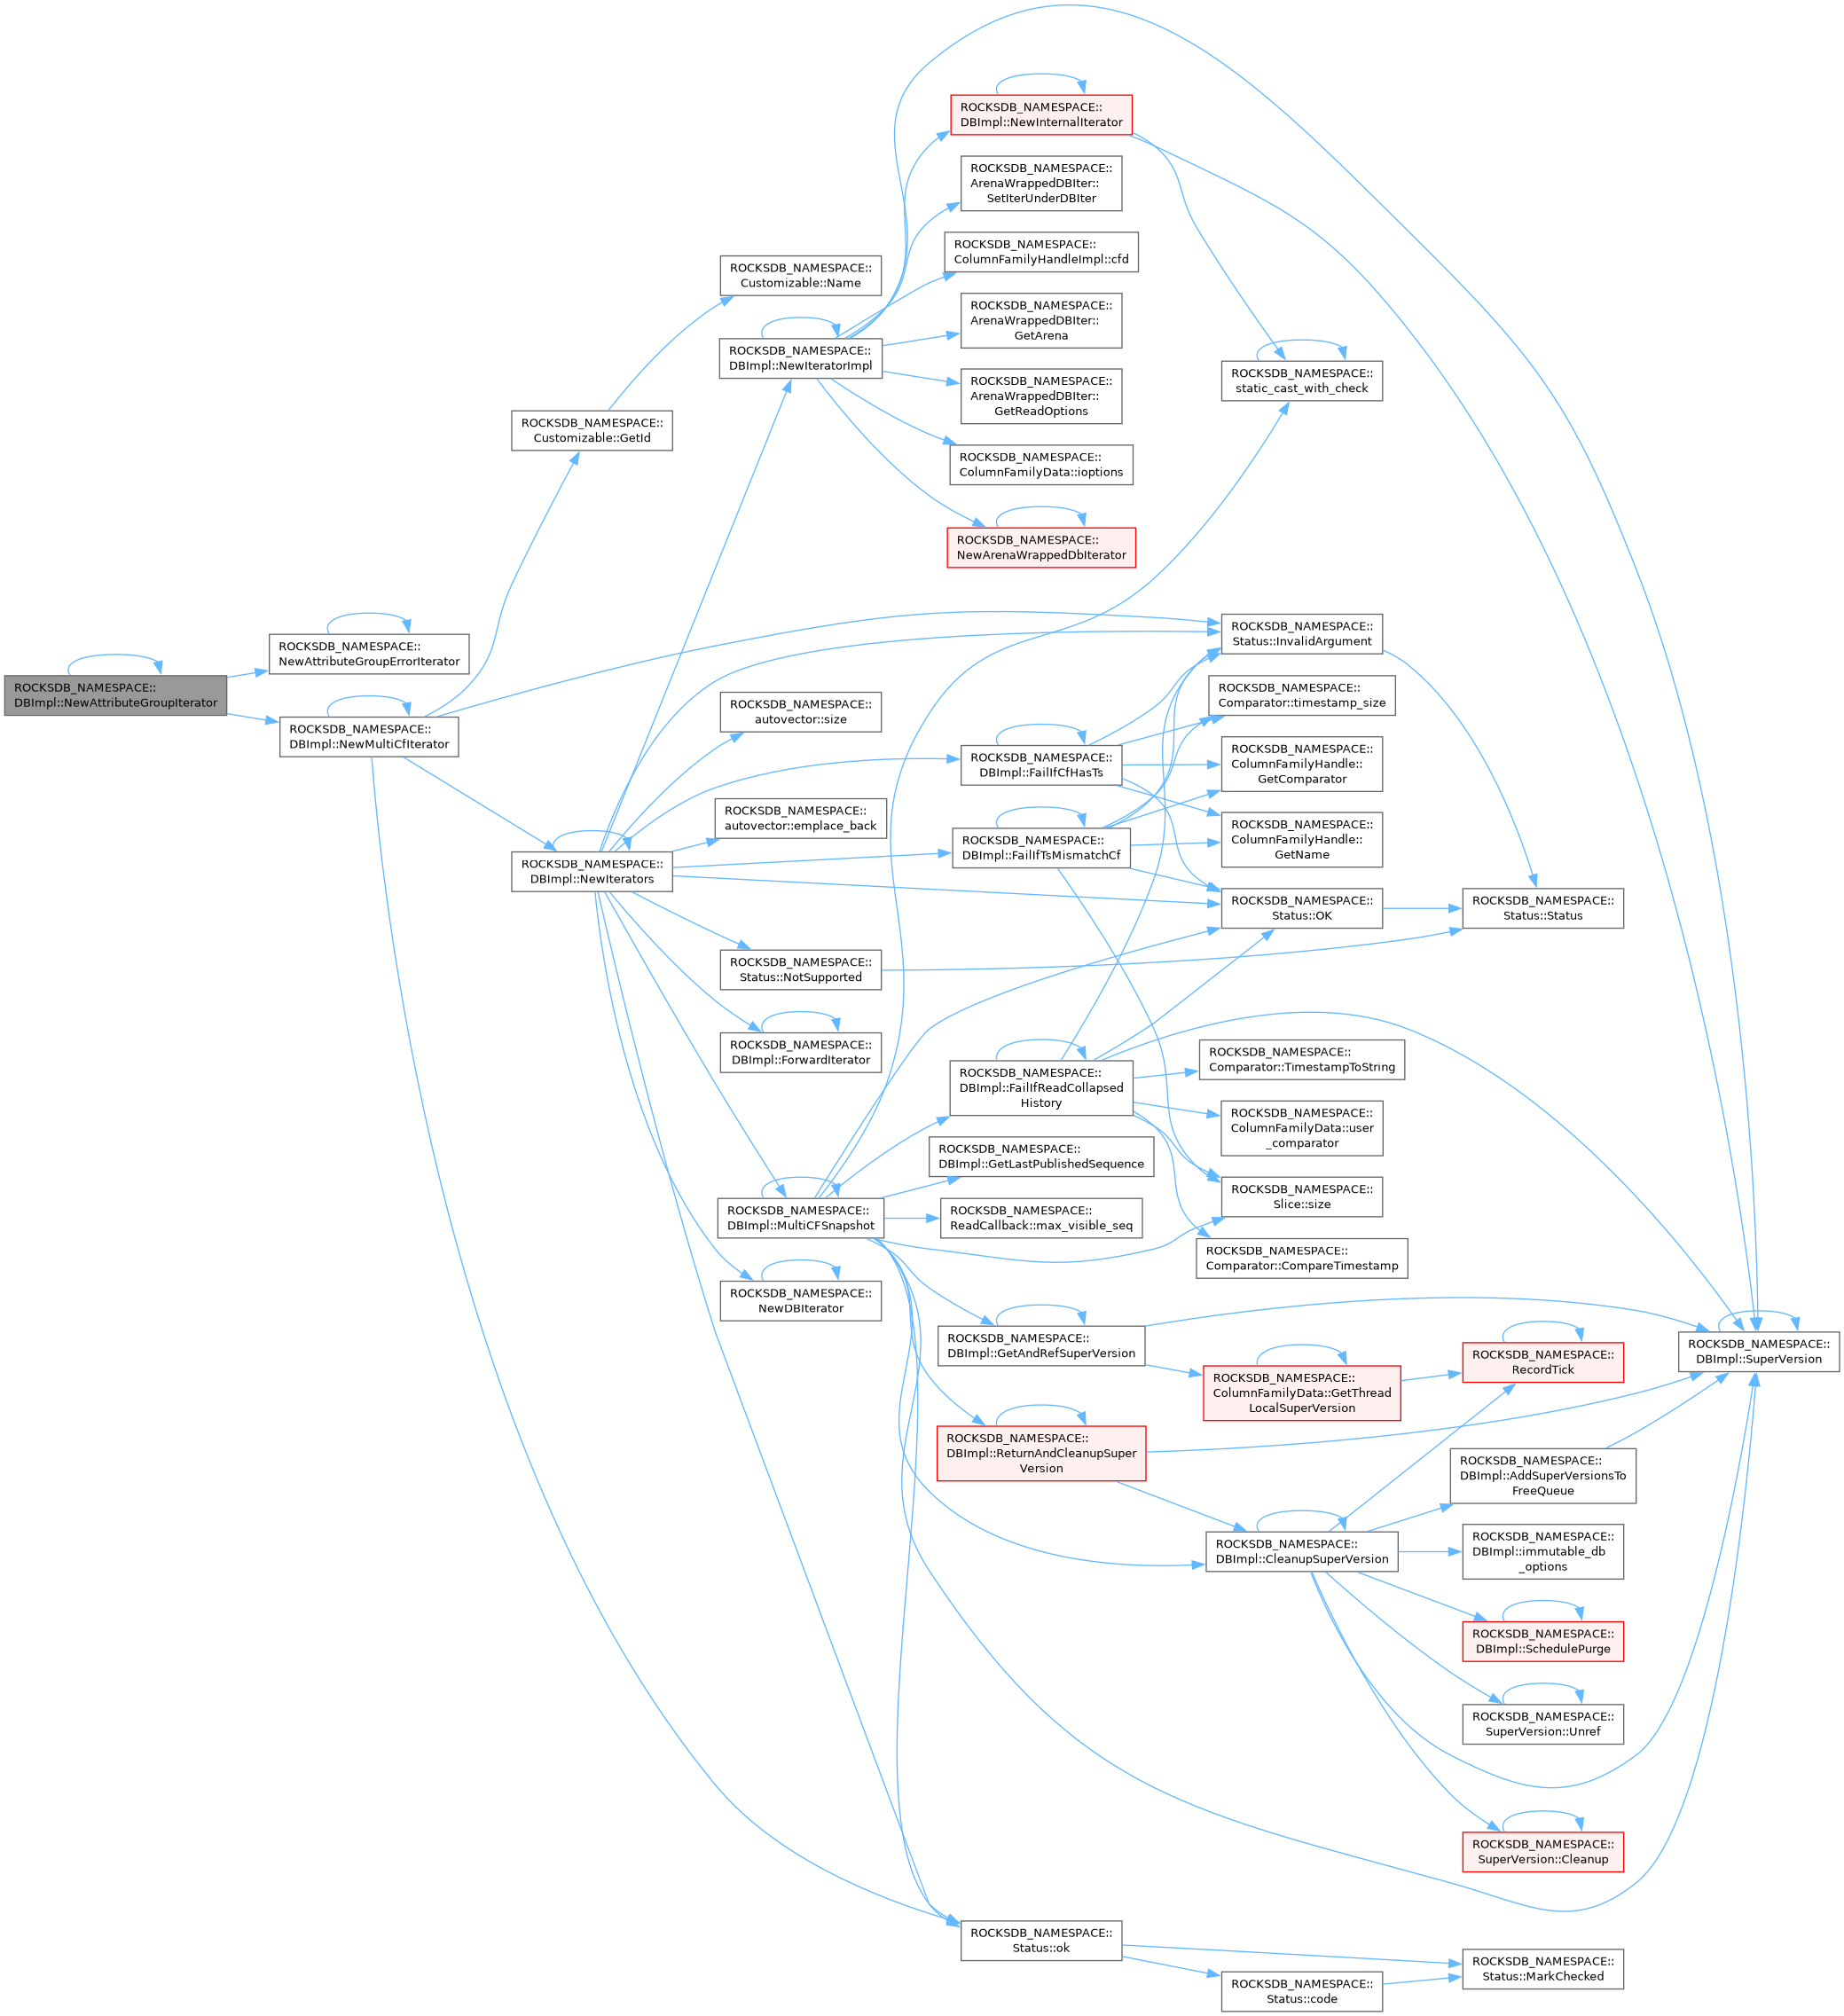 ROCKSDB_NAMESPACE::
DBImpl::NewAttributeGroupIterator
ROCKSDB_NAMESPACE::
NewAttributeGroupErrorIterator
ROCKSDB_NAMESPACE::
DBImpl::NewMultiCfIterator
ROCKSDB_NAMESPACE::
Customizable::GetId
ROCKSDB_NAMESPACE::
DBImpl::NewIterators
ROCKSDB_NAMESPACE::
Customizable::Name
ROCKSDB_NAMESPACE::
DBImpl::NewIteratorImpl
ROCKSDB_NAMESPACE::
autovector::size
ROCKSDB_NAMESPACE::
autovector::emplace_back
ROCKSDB_NAMESPACE::
Status::NotSupported
ROCKSDB_NAMESPACE::
DBImpl::ForwardIterator
ROCKSDB_NAMESPACE::
DBImpl::MultiCFSnapshot
ROCKSDB_NAMESPACE::
NewDBIterator
ROCKSDB_NAMESPACE::
DBImpl::NewInternalIterator
ROCKSDB_NAMESPACE::
ArenaWrappedDBIter::
SetIterUnderDBIter
ROCKSDB_NAMESPACE::
ColumnFamilyHandleImpl::cfd
ROCKSDB_NAMESPACE::
ArenaWrappedDBIter::
GetArena
ROCKSDB_NAMESPACE::
ArenaWrappedDBIter::
GetReadOptions
ROCKSDB_NAMESPACE::
ColumnFamilyData::ioptions
ROCKSDB_NAMESPACE::
NewArenaWrappedDbIterator
ROCKSDB_NAMESPACE::
DBImpl::FailIfCfHasTs
ROCKSDB_NAMESPACE::
DBImpl::FailIfTsMismatchCf
ROCKSDB_NAMESPACE::
DBImpl::FailIfReadCollapsed
History
ROCKSDB_NAMESPACE::
DBImpl::GetLastPublishedSequence
ROCKSDB_NAMESPACE::
ReadCallback::max_visible_seq
ROCKSDB_NAMESPACE::
DBImpl::GetAndRefSuperVersion
ROCKSDB_NAMESPACE::
DBImpl::ReturnAndCleanupSuper
Version
ROCKSDB_NAMESPACE::
Status::ok
ROCKSDB_NAMESPACE::
static_cast_with_check
ROCKSDB_NAMESPACE::
Status::InvalidArgument
ROCKSDB_NAMESPACE::
Comparator::timestamp_size
ROCKSDB_NAMESPACE::
ColumnFamilyHandle::
GetComparator
ROCKSDB_NAMESPACE::
ColumnFamilyHandle::
GetName
ROCKSDB_NAMESPACE::
Status::OK
ROCKSDB_NAMESPACE::
Comparator::TimestampToString
ROCKSDB_NAMESPACE::
ColumnFamilyData::user
_comparator
ROCKSDB_NAMESPACE::
Slice::size
ROCKSDB_NAMESPACE::
Comparator::CompareTimestamp
ROCKSDB_NAMESPACE::
ColumnFamilyData::GetThread
LocalSuperVersion
ROCKSDB_NAMESPACE::
DBImpl::CleanupSuperVersion
ROCKSDB_NAMESPACE::
Status::code
ROCKSDB_NAMESPACE::
Status::Status
ROCKSDB_NAMESPACE::
RecordTick
ROCKSDB_NAMESPACE::
DBImpl::AddSuperVersionsTo
FreeQueue
ROCKSDB_NAMESPACE::
DBImpl::immutable_db
_options
ROCKSDB_NAMESPACE::
DBImpl::SchedulePurge
ROCKSDB_NAMESPACE::
SuperVersion::Unref
ROCKSDB_NAMESPACE::
SuperVersion::Cleanup
ROCKSDB_NAMESPACE::
Status::MarkChecked
ROCKSDB_NAMESPACE::
DBImpl::SuperVersion